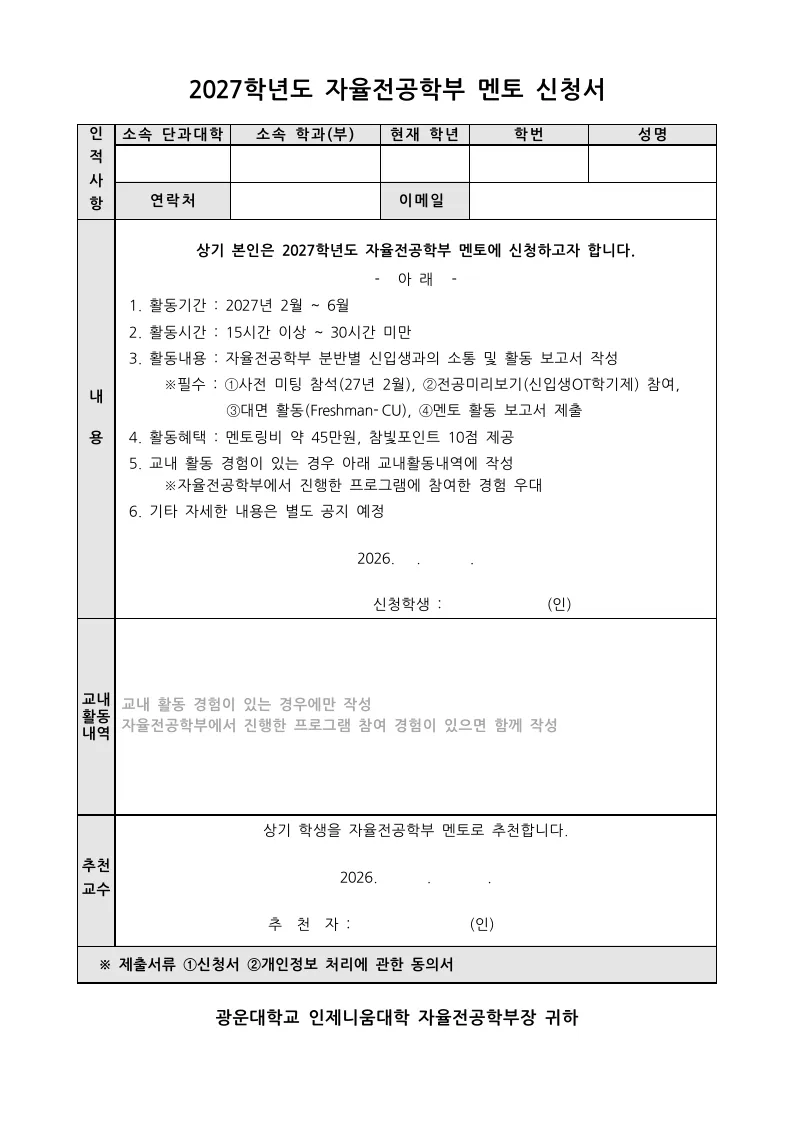 2027학년도 자율전공학부 멘토 신청서
인적사항
소속 단과대학 소속 학과(부) 현재 학년 학번 성명
연락처 이메일
내용
상기 본인은 2027학년도 자율전공학부 멘토에 신청하고자 합니다.
- 아 래 -
1. 활동기간 : 2027년 2월 ~ 6월
2. 활동시간 : 15시간 이상 ~ 30시간 미만
3. 활동내용 : 자율전공학부 분반별 신입생과의 소통 및 활동 보고서 작성
※필수 : ①사전 미팅 참석(27년 2월), ②전공미리보기(신입생OT학기제) 참여,
③대면 활동(Freshman-CU), ④멘토 활동 보고서 제출
4. 활동혜택 : 멘토링비 약 45만원, 참빛포인트 10점 제공
5. 교내 활동 경험이 있는 경우 아래 교내활동내역에 작성
※자율전공학부에서 진행한 프로그램에 참여한 경험 우대
6. 기타 자세한 내용은 별도 공지 예정
2026. . .
신청학생 : (인)
교내
활동
내역
교내 활동 경험이 있는 경우에만 작성
자율전공학부에서 진행한 프로그램 참여 경험이 있으면 함께 작성
추천
교수
상기 학생을 자율전공학부 멘토로 추천합니다.
2026. . .
추 천 자 : (인)
※ 제출서류 ①신청서 ②개인정보 처리에 관한 동의서
광운대학교 인제니움대학 자율전공학부장 귀하